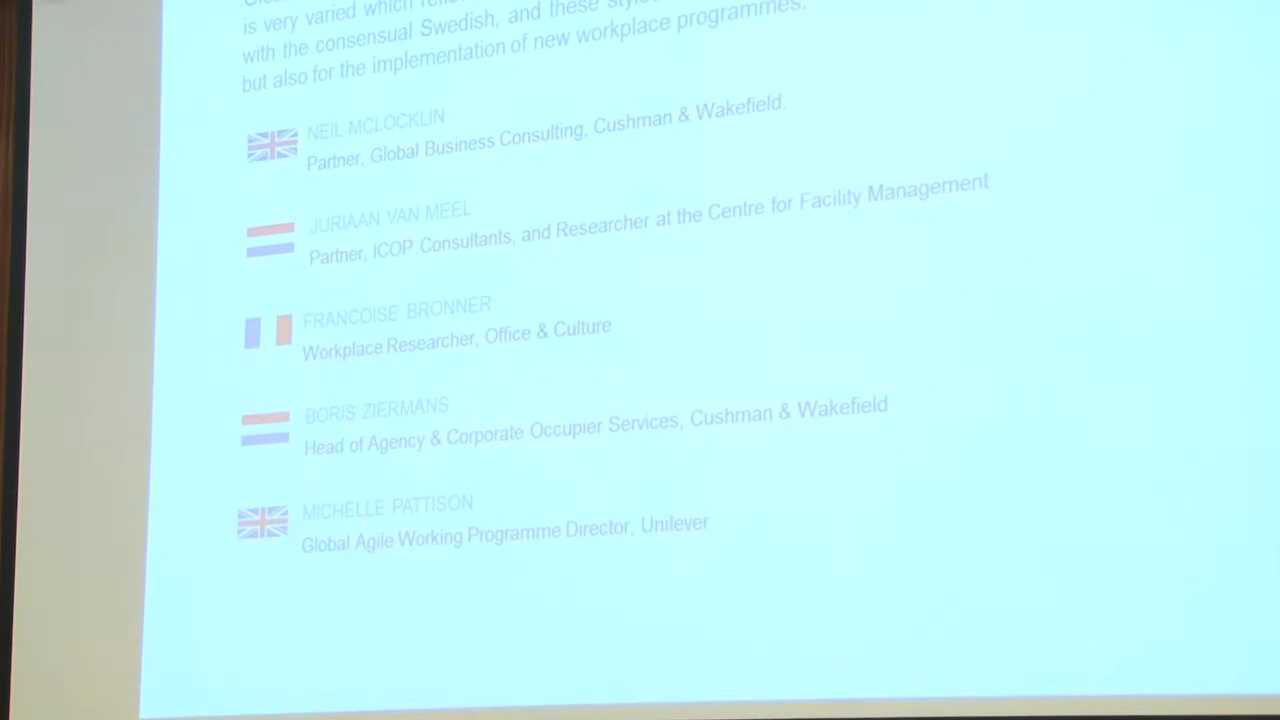 is very varied which
with the consensual Swedish, and these
but also for the implementation of new workplace programmes.
NEIL MCLOCKLIN
Partner, Global Business Consulting, Cushman & Wakefield.
JURIAAN VAN MEEL
Partner, ICOP Consultants, and Researcher at the Centre for Facility Management
FRANCOISE BRONNER
Workplace Researcher, Office & Culture
BORIS ZIERMANS
Head of Agency & Corporate Occupier Services, Cushman & Wakefield
MICHELLE PATTISON
Global Agile Working Programme Director, Unilever